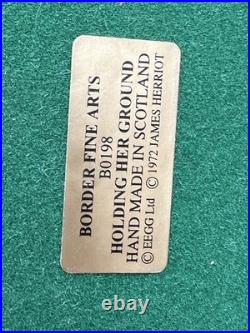 BORDER FINE ARTS
B0198
HOLDING HER GROUND
HAND MADE IN SCOTLAND
© EEGG Ltd © 1972 JAMES HERRIOT